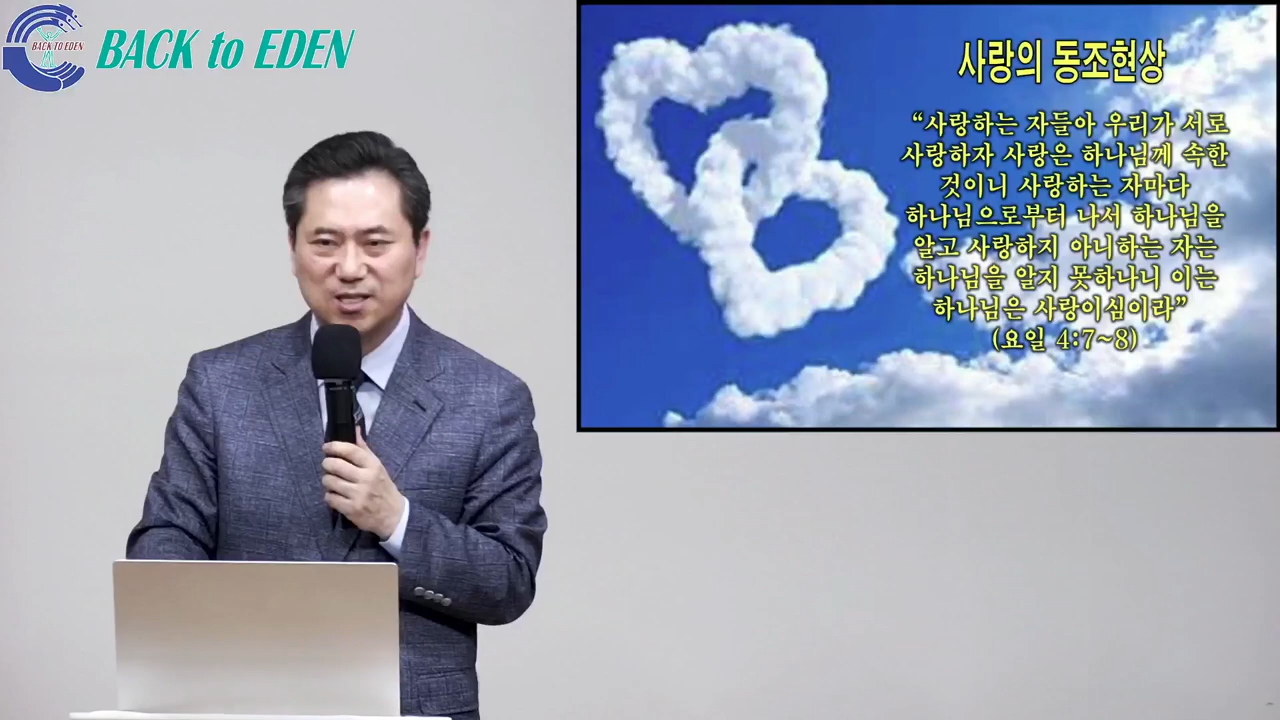 BACK TO EDEN
BACK to EDEN
사랑의 동조현상
“사랑하는 자들아 우리가 서로
사랑하자 사랑은 하나님께 속한
것이니 사랑하는 자마다
하나님으로부터 나서 하나님을
알고 사랑하지 아니하는 자는
하나님을 알지 못하나니 이는
하나님은 사랑이심이라”
(요일 4:7~8)